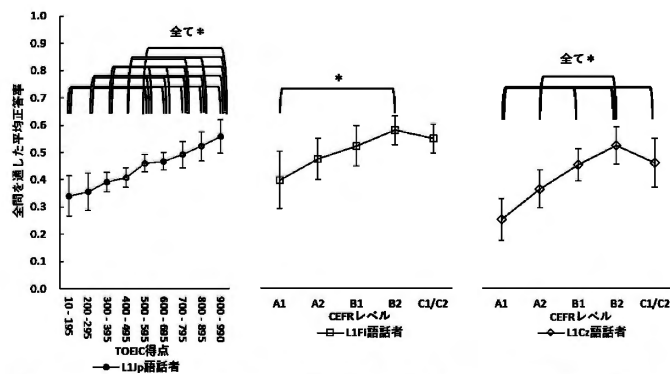 全問を通した平均正答率
1.0
0.9
0.8
0.7
0.6
0.5
0.4
0.3
0.2
0.1
0.0
全て*
10 - 195
200 - 295
300 - 395
400 - 495
500 - 595
600 - 695
700 - 795
800 - 895
900 - 990
TOEIC得点
L1Jp語話者
*
A1 A2 B1 B2 C1/C2
CEFRレベル
L1Fi語話者
全て*
A1 A2 B1 B2 C1/C2
CEFRレベル
L1Cz語話者